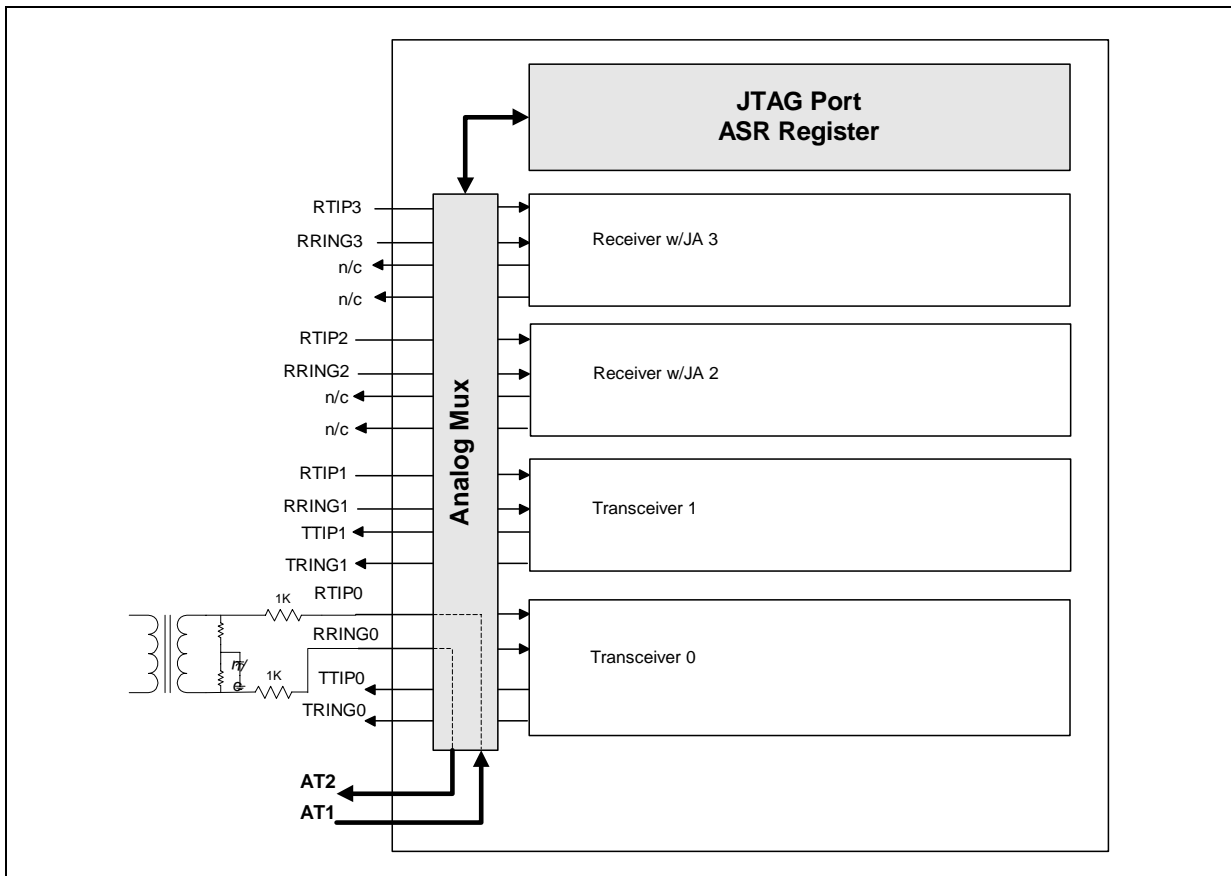 JTAG Port
ASR Register
RTIP3
RRING3
n/c
n/c
Receiver w/JA 3
RTIP2
RRING2
n/c
n/c
Receiver w/JA 2
Analog Mux
RTIP1
RRING1
TTIP1
TRING1
Transceiver 1
RTIP0
1K
RRING0
1K
TTIP0
TRING0
Transceiver 0
AT2
AT1